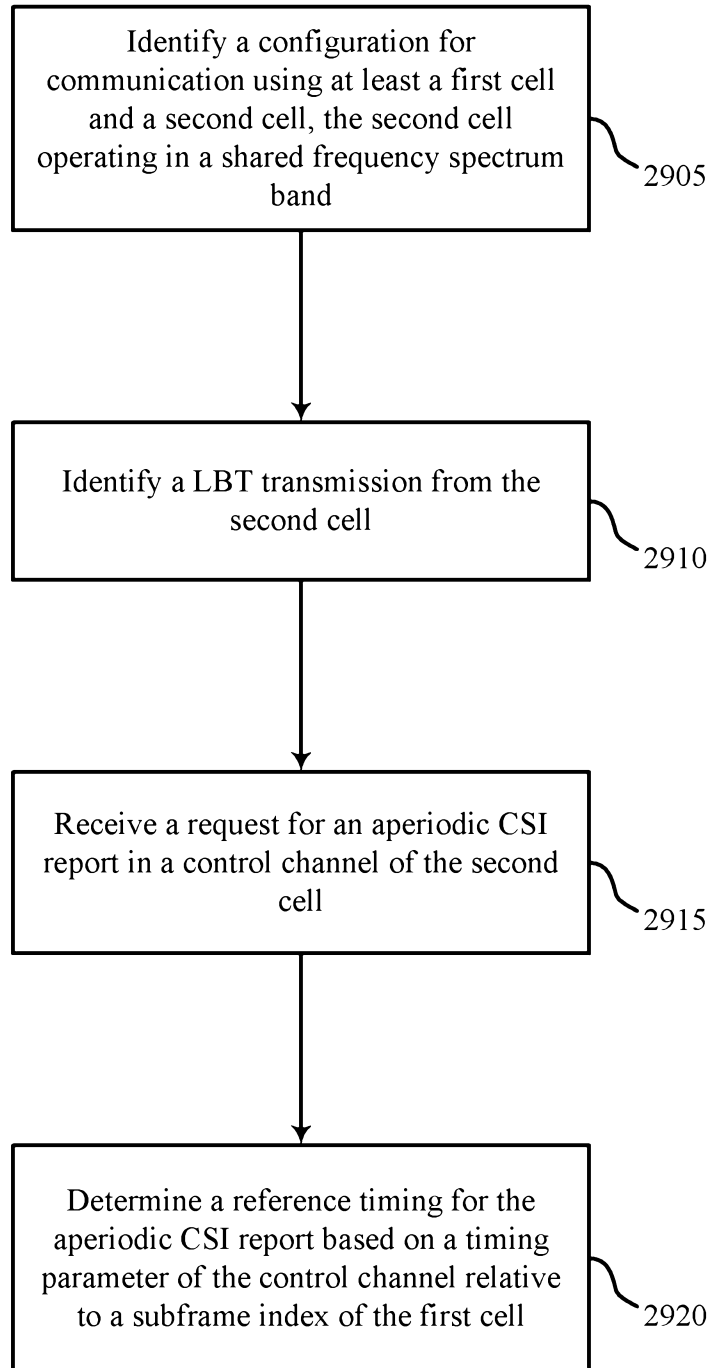 Identify a configuration for
communication using at least a first cell
and a second cell, the second cell
operating in a shared frequency spectrum
band
2905
Identify a LBT transmission from the
second cell
2910
Receive a request for an aperiodic CSI
report in a control channel of the second
cell
2915
Determine a reference timing for the
aperiodic CSI report based on a timing
parameter of the control channel relative
to a subframe index of the first cell
2920